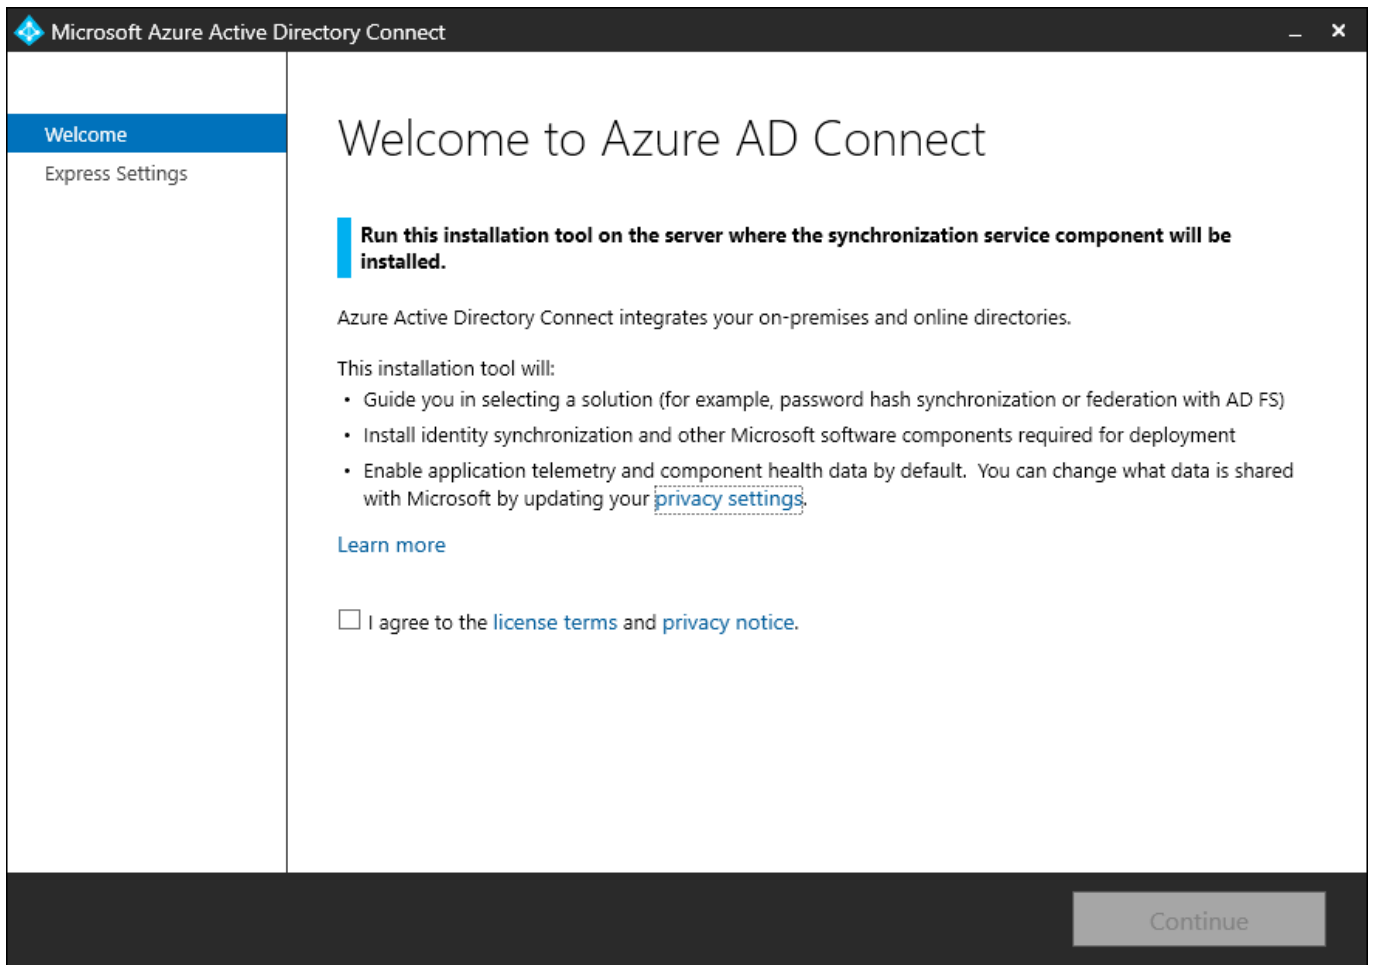 Microsoft Azure Active Directory Connect
Welcome
Express Settings
Welcome to Azure AD Connect
Run this installation tool on the server where the synchronization service component will be
installed.
Azure Active Directory Connect integrates your on-premises and online directories.
This installation tool will:
• Guide you in selecting a solution (for example, password hash synchronization or federation with AD FS)
• Install identity synchronization and other Microsoft software components required for deployment
• Enable application telemetry and component health data by default.  You can change what data is shared
with Microsoft by updating your privacy settings.
Learn more
I agree to the license terms and privacy notice.
Continue